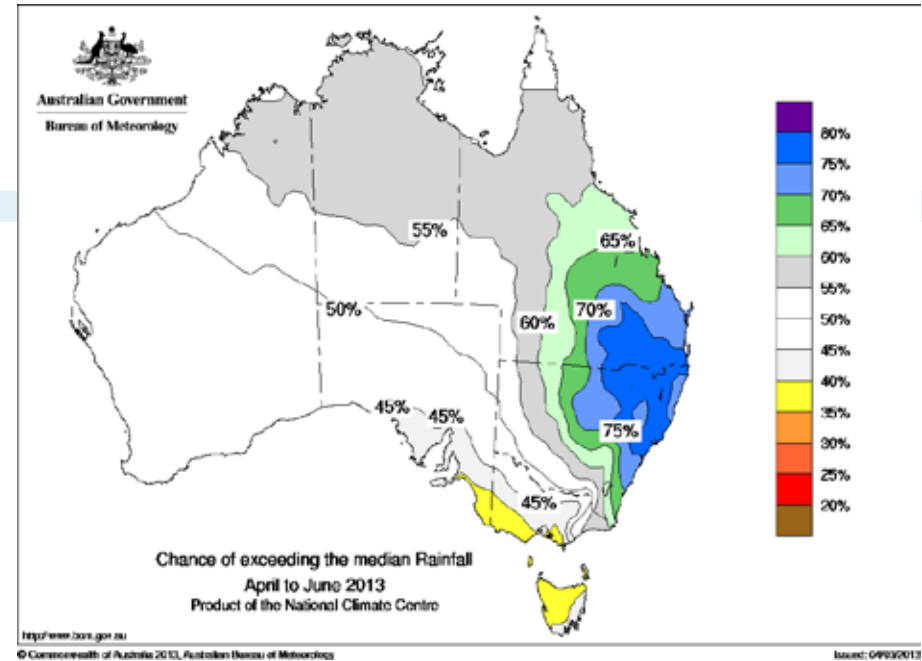 Australian Government
Bureau of Meteorology
80%
75%
70%
65%
60%
55%
50%
45%
40%
35%
30%
25%
20%
55%
65%
50%
60%
70%
45%
45%
75%
45%
Chance of exceeding the median Rainfall
April to June 2013
Product of the National Climate Centre
http://www.bom.gov.au
© Commonwealth of Australia 2013, Australian Bureau of Meteorology
Issued: